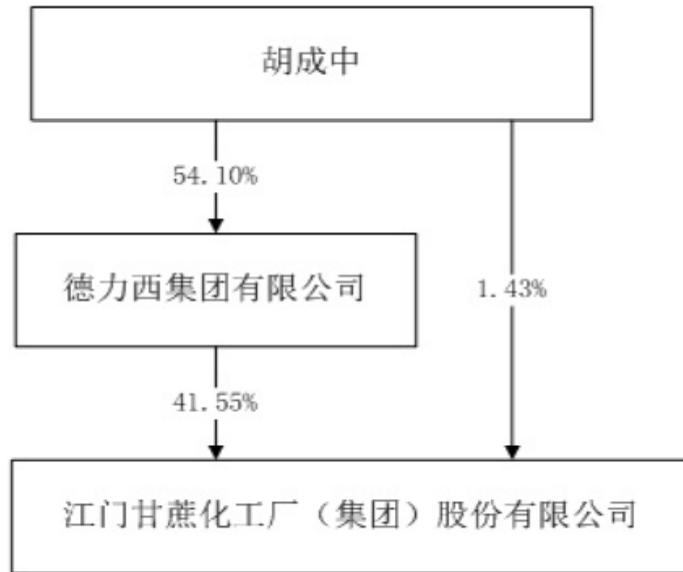 胡成中
54.10%
德力西集团有限公司
1.43%
41.55%
江门甘蔗化工厂（集团）股份有限公司